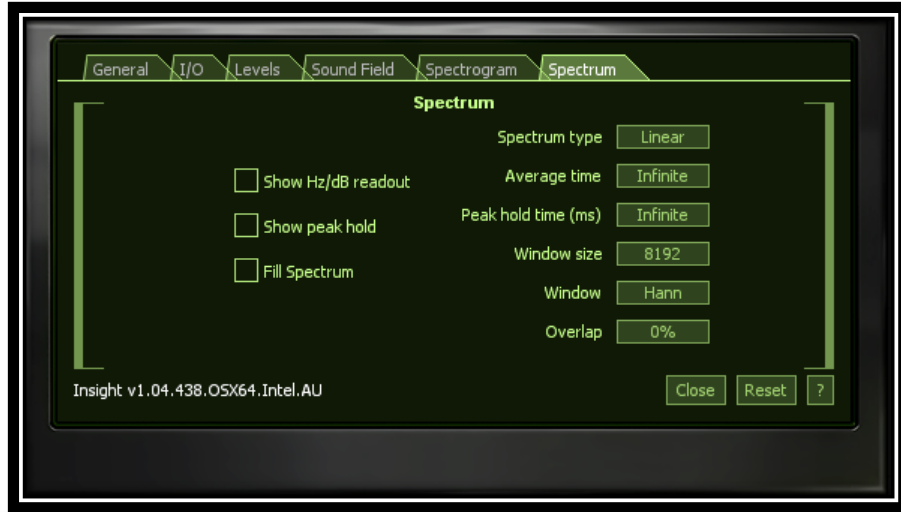 General I/O Levels Sound Field Spectrogram Spectrum
Spectrum
Spectrum type Linear
Show Hz/dB readout
Average time Infinite
Show peak hold
Peak hold time (ms) Infinite
Fill Spectrum
Window size 8192
Window Hann
Overlap 0%
Insight v1.04.438.OSX64.Intel.AU
Close Reset ?